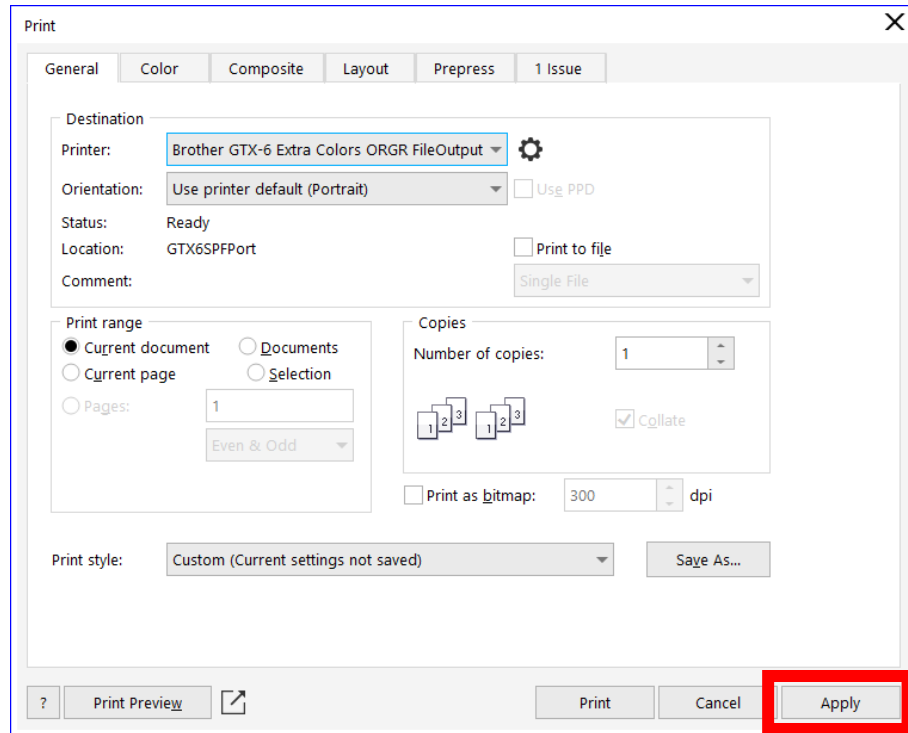 Print
General Color Composite Layout Prepress 1 Issue
Destination
Printer: Brother GTX-6 Extra Colors ORGR FileOutput
Orientation: Use printer default (Portrait) Use PPD
Status: Ready
Location: GTX6SPFPort Print to file
Comment: Single File
Print range
Current document Documents
Current page Selection
Pages: 1
Even & Odd
Copies
Number of copies: 1
1 2 3 1 2 3 Collate
Print as bitmap: 300 dpi
Print style: Custom (Current settings not saved) Save As...
? Print Preview Print Cancel Apply